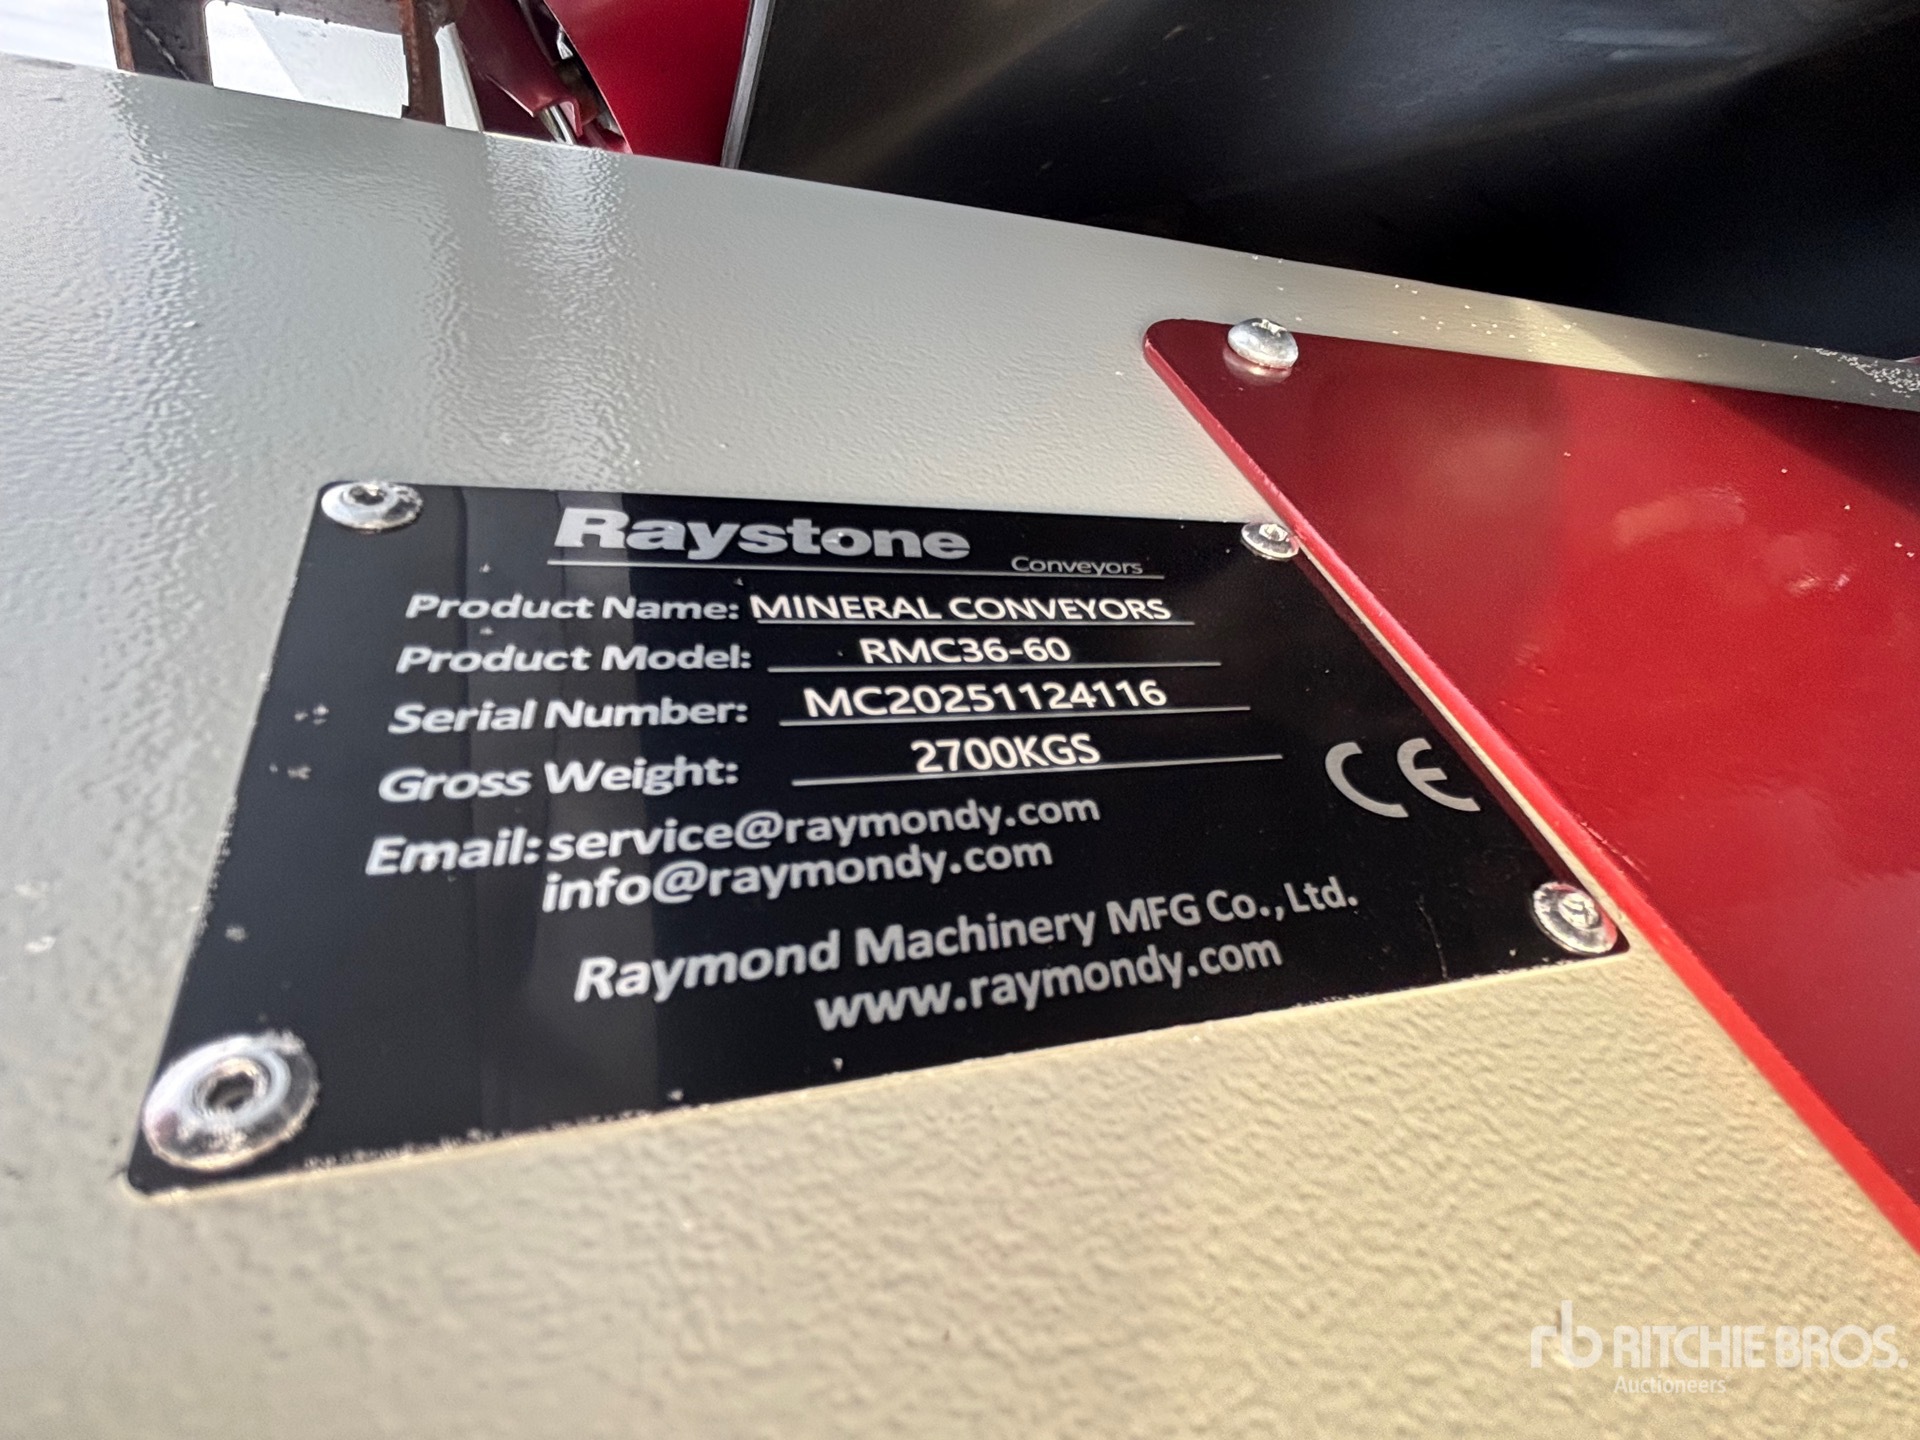 Raystone
Conveyors
Product Name: MINERAL CONVEYORS
Product Model: RMC36-60
Serial Number: MC20251124116
Gross Weight: 2700KGS
Email: service@raymondy.com
info@raymondy.com
CE
Raymond Machinery MFG Co., Ltd.
www.raymondy.com
rb RITCHIE BROS.
Auctioneers